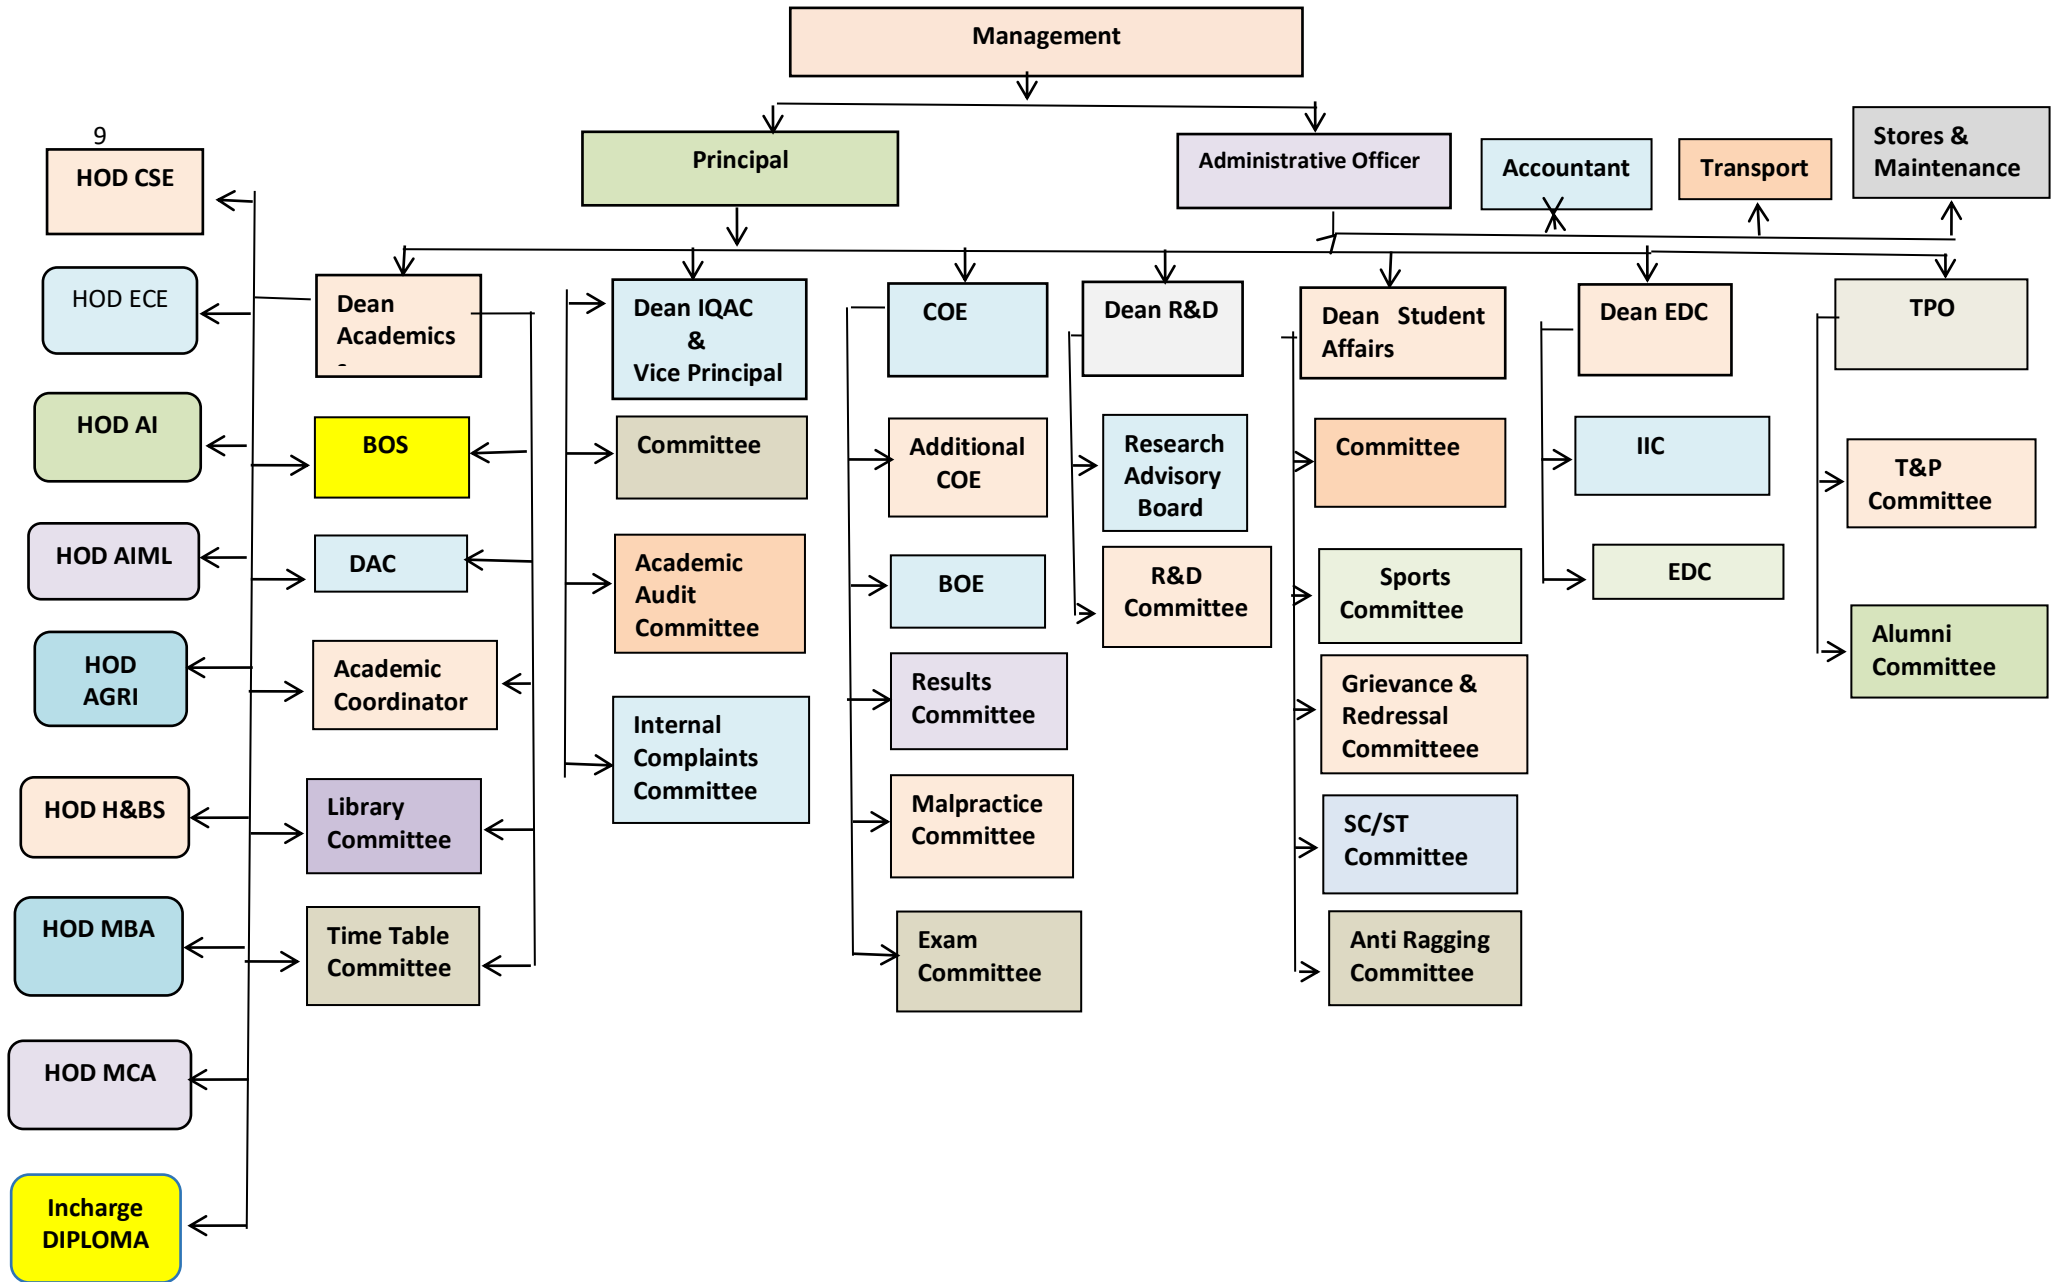 Management
9
Principal
Administrative Officer
Accountant
Transport
Stores &
Maintenance
HOD CSE
HOD ECE
HOD AI
HOD AIML
HOD
AGRI
HOD H&BS
HOD MBA
HOD MCA
Incharge
DIPLOMA
Dean
Academics
BOS
DAC
Academic
Coordinator
Library
Committee
Time Table
Committee
Dean IQAC
&
Vice Principal
Committee
Academic
Audit
Committee
Internal
Complaints
Committee
COE
Additional
COE
BOE
Results
Committee
Malpractice
Committee
Exam
Committee
Dean R&D
Research
Advisory
Board
R&D
Committee
Dean Student
Affairs
Committee
Sports
Committee
Grievance &
Redressal
Committeee
SC/ST
Committee
Anti Ragging
Committee
Dean EDC
IIC
EDC
TPO
T&P
Committee
Alumni
Committee